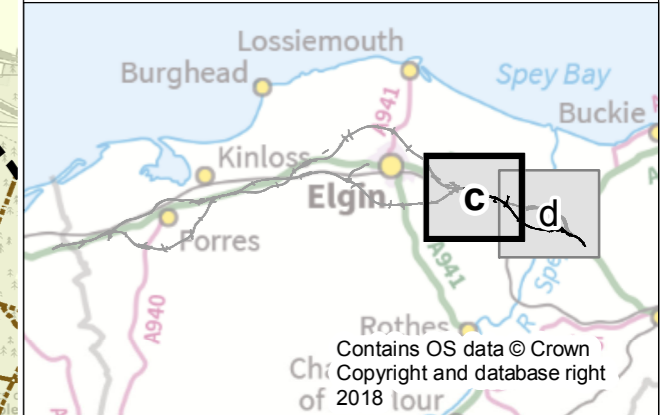 Lossiemouth
Burghead
Spey Bay
A941
Buckie
Kinloss
Elgin
c
d
Forres
A941
A940
Rothes
Contains OS data © Crown
Copyright and database right
2018